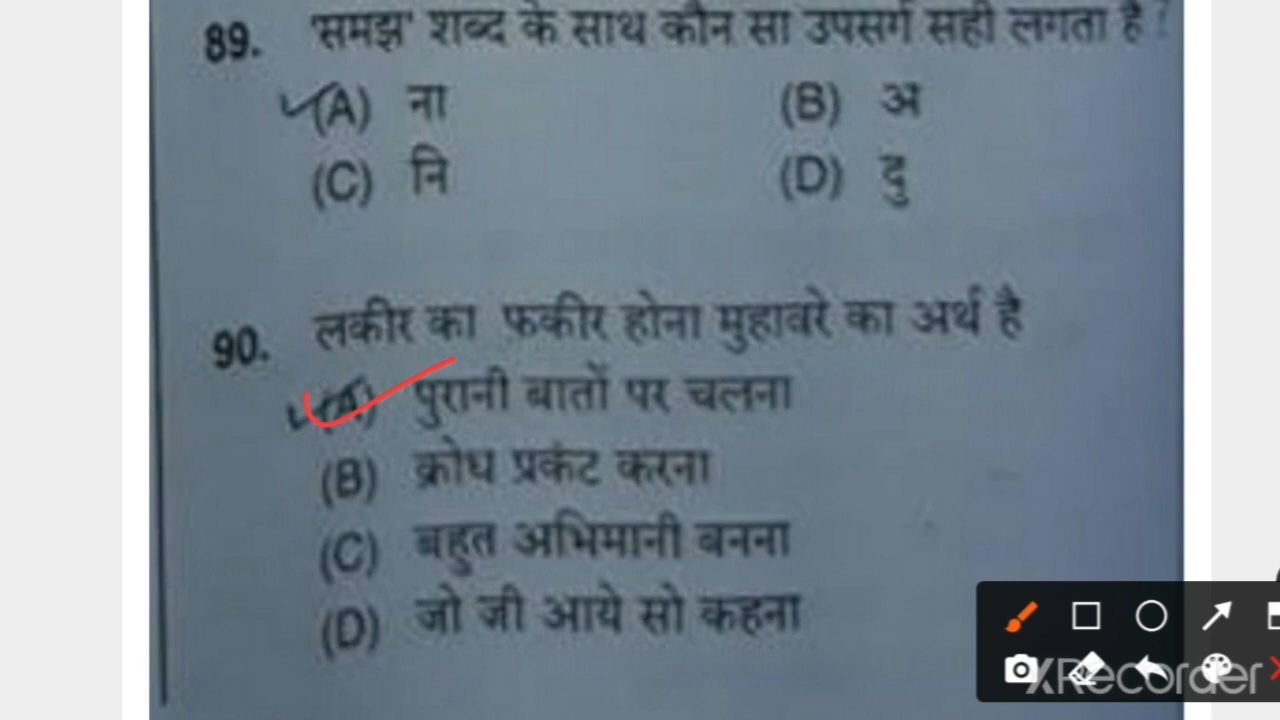 89. 'समझ' शब्द के साथ कौन सा उपसर्ग सही लगता है ?
(A) ना (B) अ
(C) नि (D) दु
90. लकीर का फकीर होना मुहावरे का अर्थ है
(A) पुरानी बातों पर चलना
(B) क्रोध प्रकंट करना
(C) बहुत अभिमानी बनना
(D) जो जी आये सो कहना
XRecorder